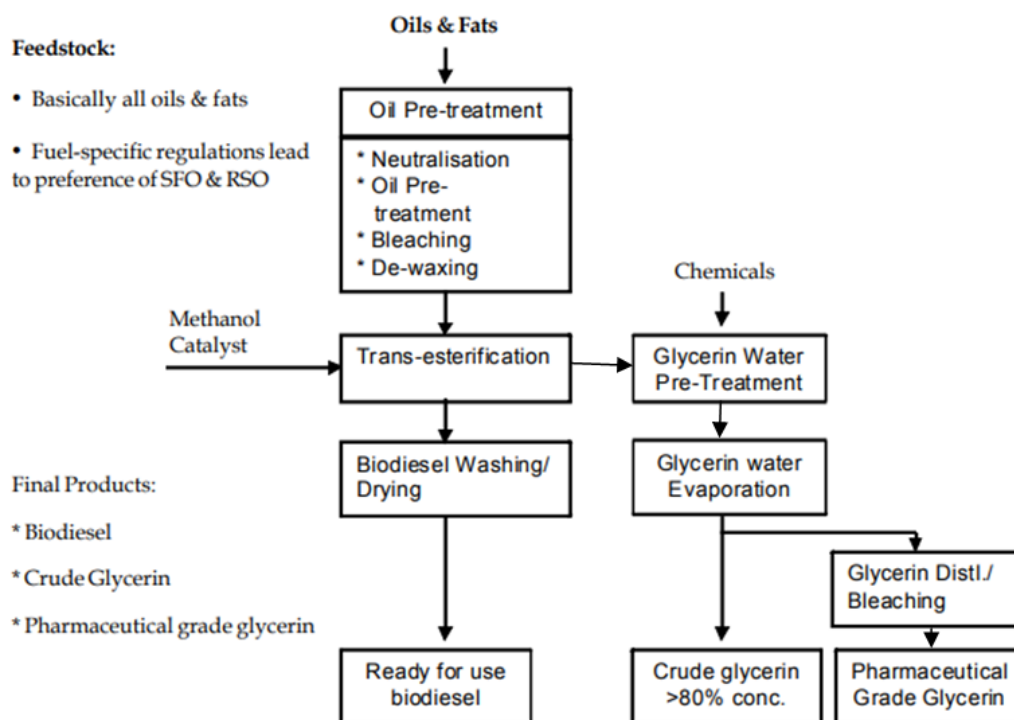 Oils & Fats
Feedstock:
• Basically all oils & fats
• Fuel-specific regulations lead
to preference of SFO & RSO
Oil Pre-treatment
* Neutralisation
* Oil Pre-
treatment
* Bleaching
* De-waxing
Chemicals
Methanol
Catalyst
Trans-esterification
Glycerin Water
Pre-Treatment
Biodiesel Washing/
Drying
Glycerin water
Evaporation
Final Products:
* Biodiesel
* Crude Glycerin
* Pharmaceutical grade glycerin
Glycerin Distl./
Bleaching
Ready for use
biodiesel
Crude glycerin
>80% conc.
Pharmaceutical
Grade Glycerin